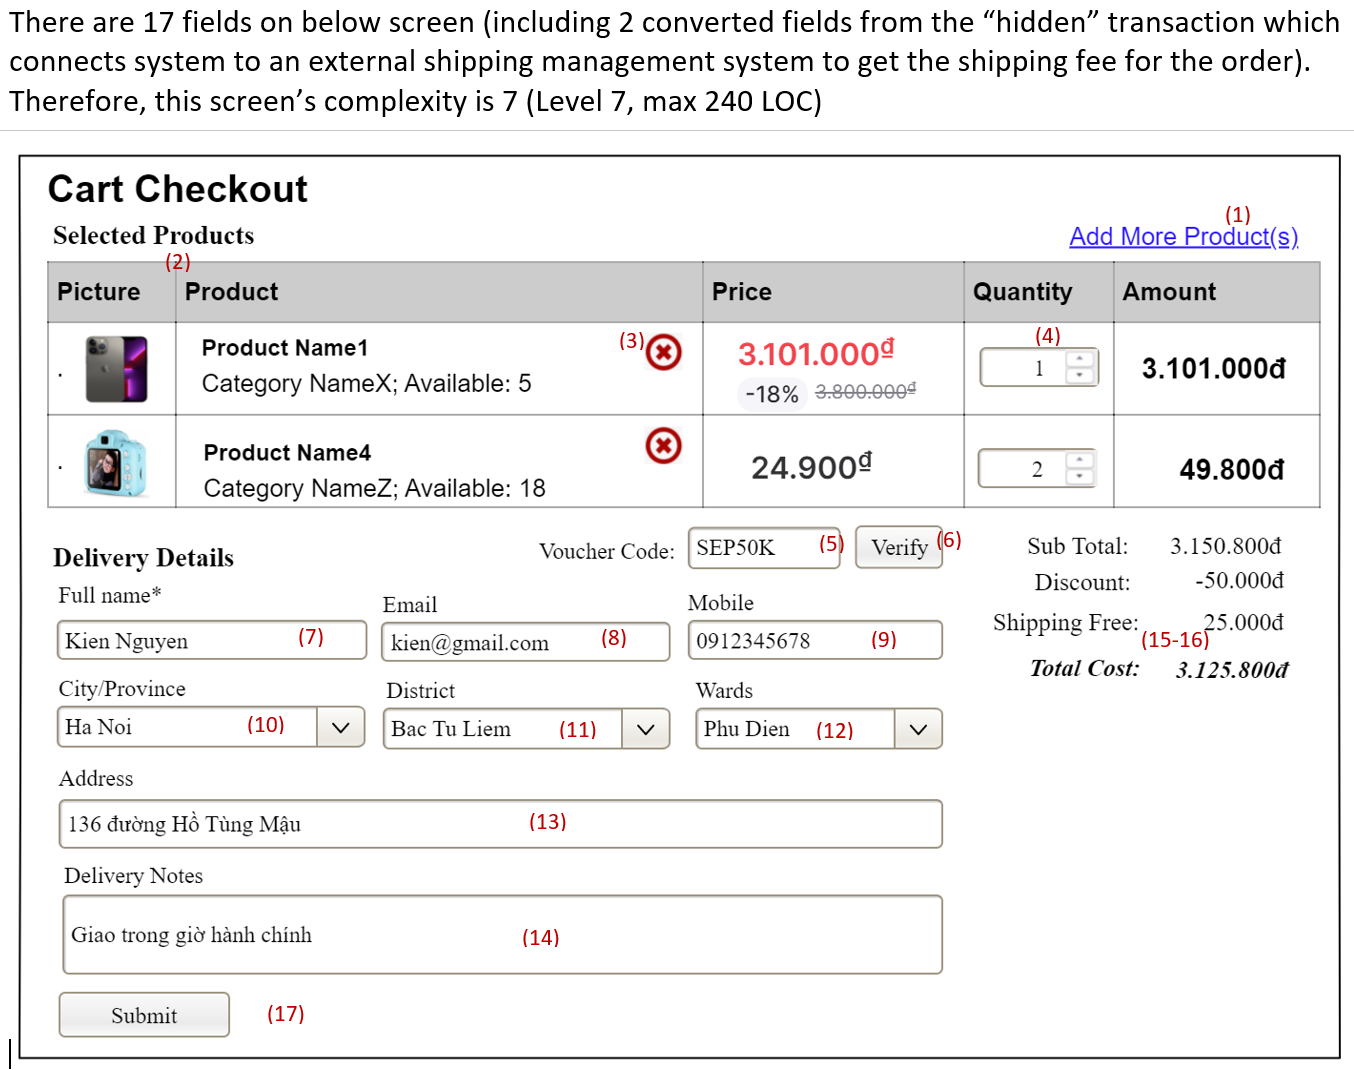 There are 17 fields on below screen (including 2 converted fields from the “hidden” transaction which
connects system to an external shipping management system to get the shipping fee for the order).
Therefore, this screen’s complexity is 7 (Level 7, max 240 LOC)
Cart Checkout
(1)
Selected Products
Add More Product(s)
(2)
Picture Product Price Quantity Amount
Product Name1 (3) 3.101.000₫ (4)
Category NameX; Available: 5 1 3.101.000đ
-18% 3.800.000₫
Product Name4
24.900₫ 2 49.800đ
Category NameZ; Available: 18
Delivery Details Voucher Code: SEP50K (5) Verify (6) Sub Total: 3.150.800đ
Discount: -50.000đ
Full name* Email Mobile
Shipping Free: 25.000đ
Kien Nguyen (7) kien@gmail.com (8) 0912345678 (9) (15-16)
Total Cost: 3.125.800đ
City/Province District Wards
Ha Noi (10) Bac Tu Liem (11) Phu Dien (12)
Address
136 đường Hồ Tùng Mậu (13)
Delivery Notes
Giao trong giờ hành chính (14)
Submit (17)